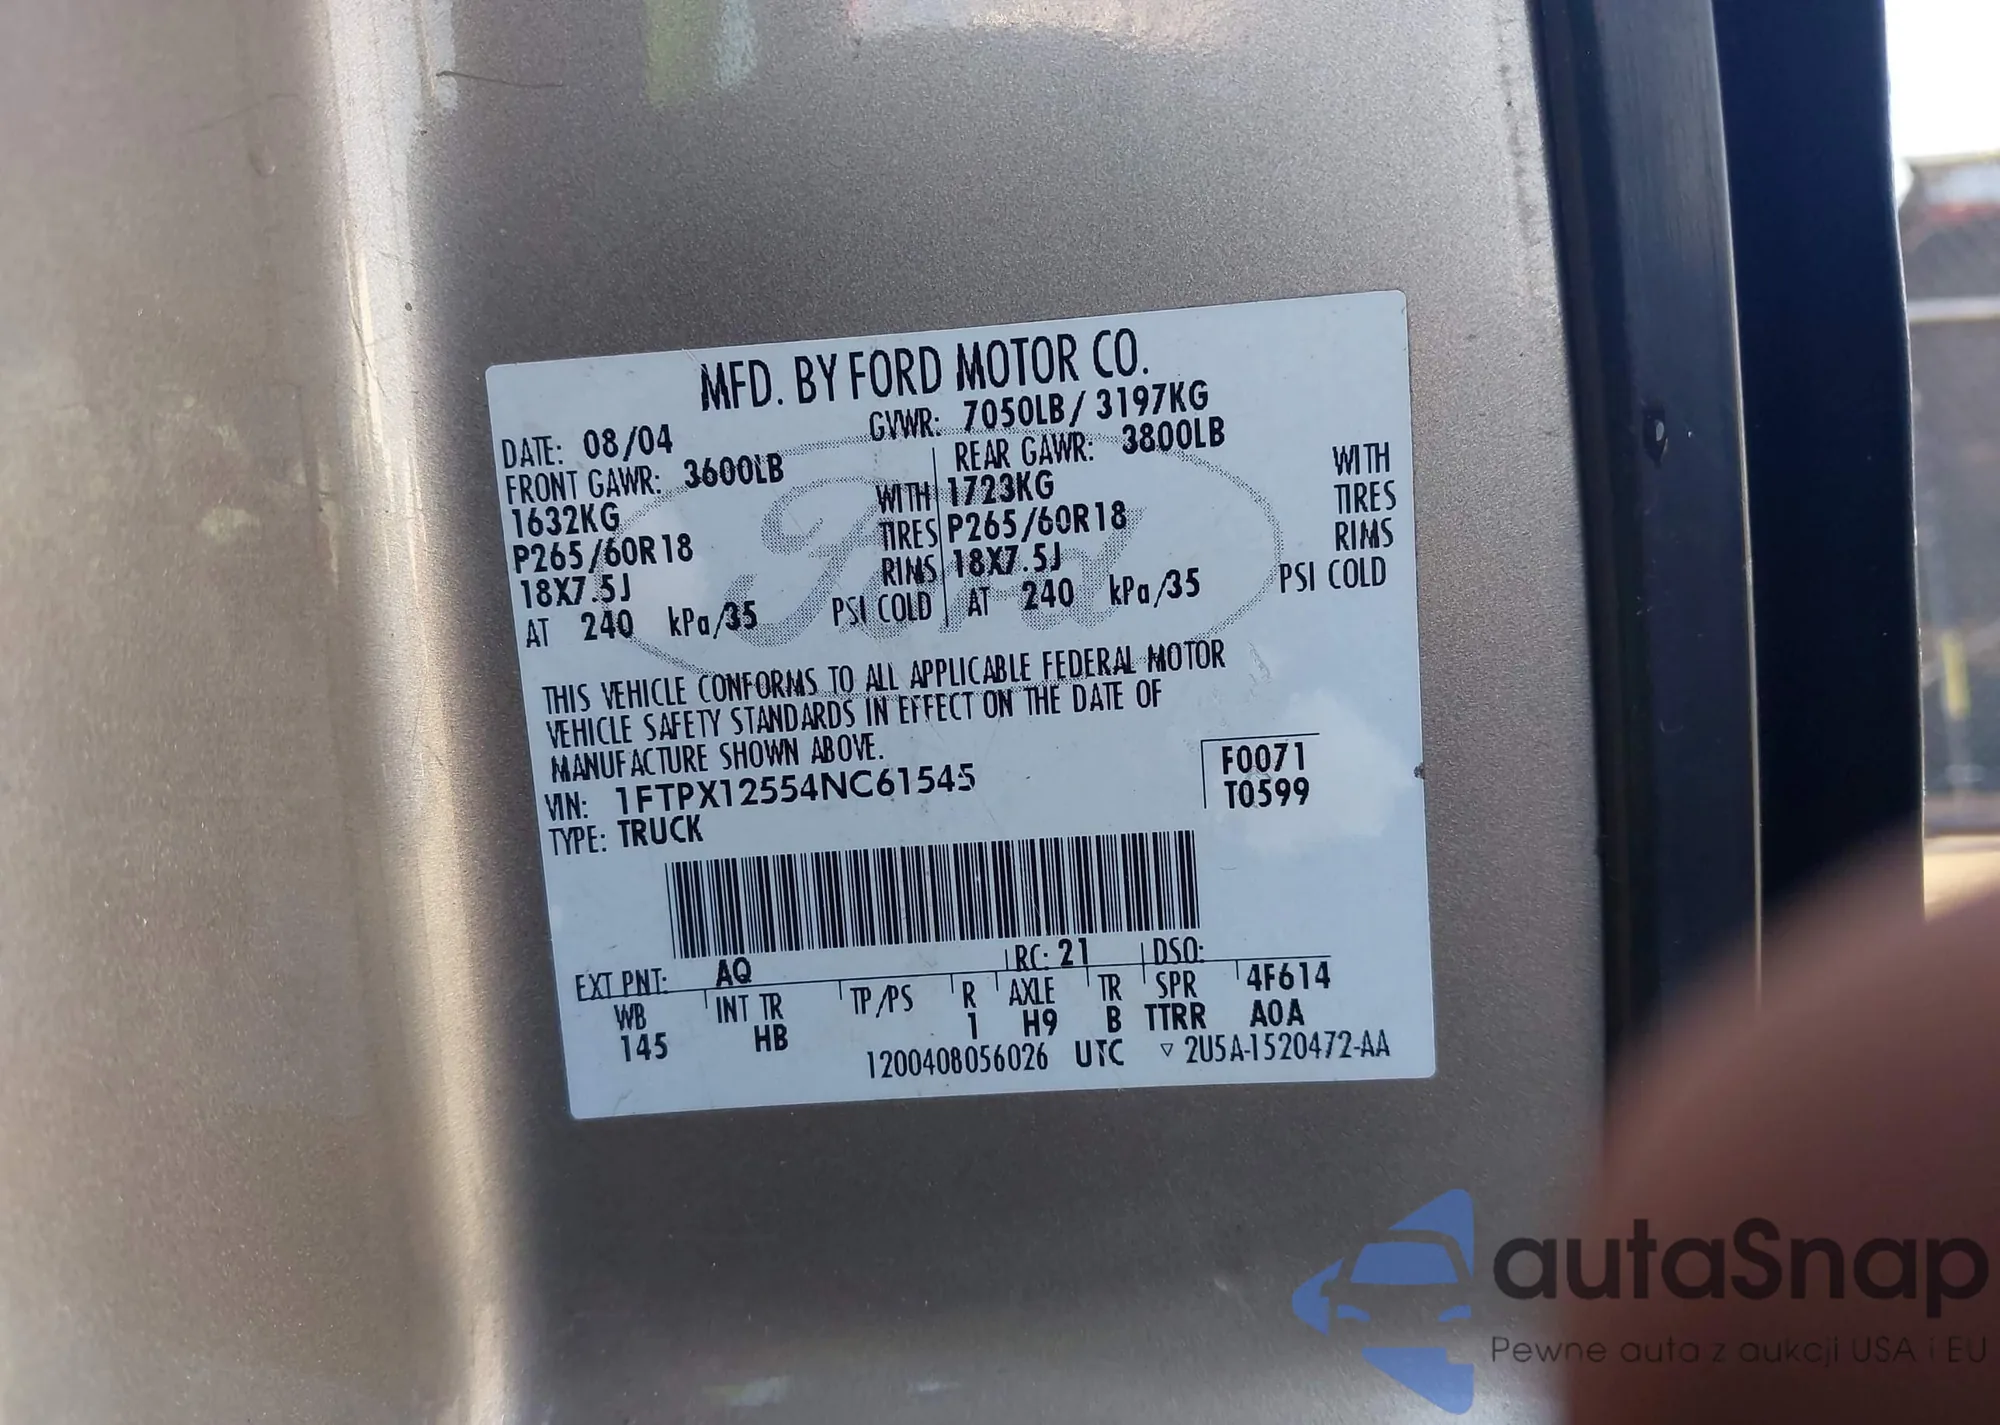 MFD. BY FORD MOTOR CO.
DATE: 08/04 GVWR: 7050LB/ 3197KG
FRONT GAWR: 3600LB REAR GAWR: 3800LB WITH
1632KG WITH 1723KG TIRES
P265/60R18 TIRES P265/60R18 RIMS
18X7.5J RIMS 18X7.5J
AT 240 kPa/35 PSI COLD AT 240 kPa/35 PSI COLD
THIS VEHICLE CONFORMS TO ALL APPLICABLE FEDERAL MOTOR
VEHICLE SAFETY STANDARDS IN EFFECT ON THE DATE OF
MANUFACTURE SHOWN ABOVE.
VIN: 1FTPX12554NC61545 F0071
TYPE: TRUCK T0599
EXT PNT: AQ RC: 21 DSO:
WB INT TR TP/PS R AXLE TR SPR 4F614
145 HB 1 H9 B TTRR A0A
1200408056026 UTC ▽ 2U5A-1520472-AA
Ford
autaSnap
Pewne auta z aukcji USA i EU